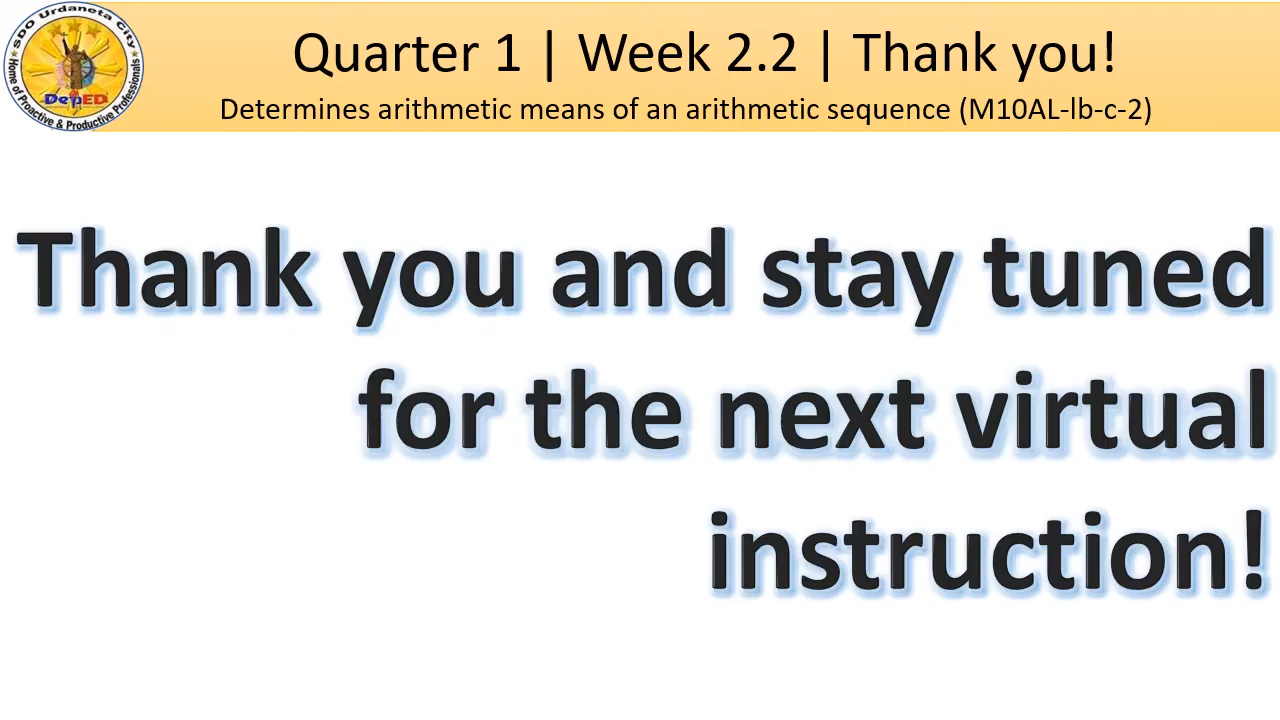 SDO Urdaneta City
Home of Proactive & Productive Professionals
DepED
Quarter 1 | Week 2.2 | Thank you!
Determines arithmetic means of an arithmetic sequence (M10AL-lb-c-2)
Thank you and stay tuned
for the next virtual
instruction!